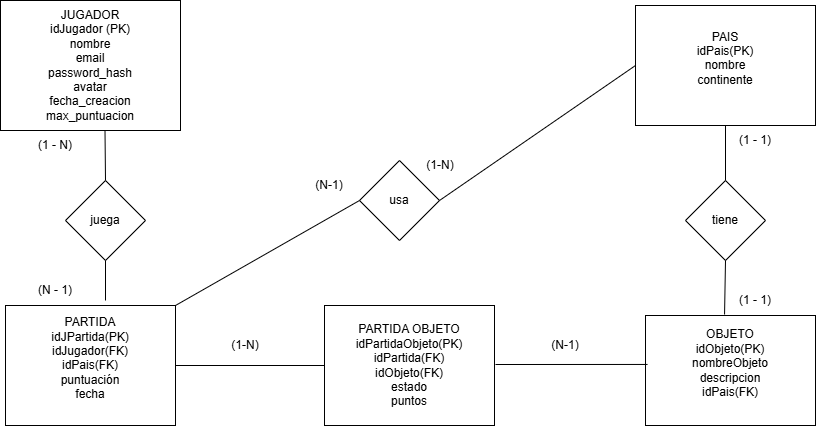 JUGADOR
idJugador (PK)
nombre
email
password_hash
avatar
fecha_creacion
max_puntuacion
PAIS
idPais(PK)
nombre
continente
(1 - N)
(1 - 1)
(1-N)
(N-1)
juega
usa
tiene
(N - 1)
(1 - 1)
PARTIDA
idJPartida(PK)
idJugador(FK)
idPais(FK)
puntuación
fecha
(1-N)
PARTIDA OBJETO
idPartidaObjeto(PK)
idPartida(FK)
idObjeto(FK)
estado
puntos
(N-1)
OBJETO
idObjeto(PK)
nombreObjeto
descripcion
idPais(FK)